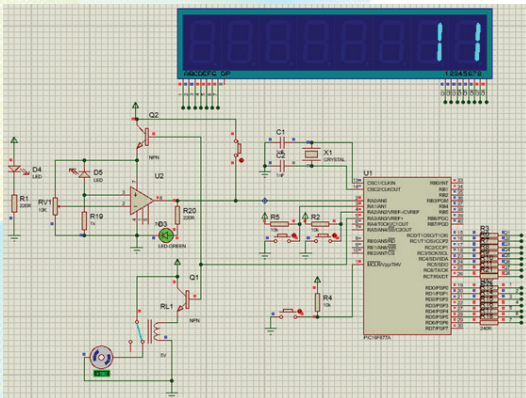 1 1
ABCDEFG DP
12345678
Q2
NPN
C1
C2
1nF
X1
CRYSTAL
U1
D4
LED
D5
LED
U2
R1
220R
RV1
10K
R19
1k
R20
220R
LED-GREEN
R5
10k
R2
10k
R4
10k
Q1
NPN
RL1
5V
OSC1/CLKIN
OSC2/CLKOUT
RA0/AN0
RA1/AN1
RA2/AN2/VREF-/CVREF
RA3/AN3/VREF+
RA4/T0CKI/C1OUT
RA5/AN4/SS/C2OUT
RE0/AN5/RD
RE1/AN6/WR
RE2/AN7/CS
MCLR/Vpp/THV
RB0/INT
RB1
RB2
RB3/PGM
RB4
RB5
RB6/PGC
RB7/PGD
RC0/T1OSO/T1CKI
RC1/T1OSI/CCP2
RC2/CCP1
RC3/SCK/SCL
RC4/SDI/SDA
RC5/SDO
RC6/TX/CK
RC7/RX/DT
RD0/PSP0
RD1/PSP1
RD2/PSP2
RD3/PSP3
RD4/PSP4
RD5/PSP5
RD6/PSP6
RD7/PSP7
R3
240R
PIC16F877A